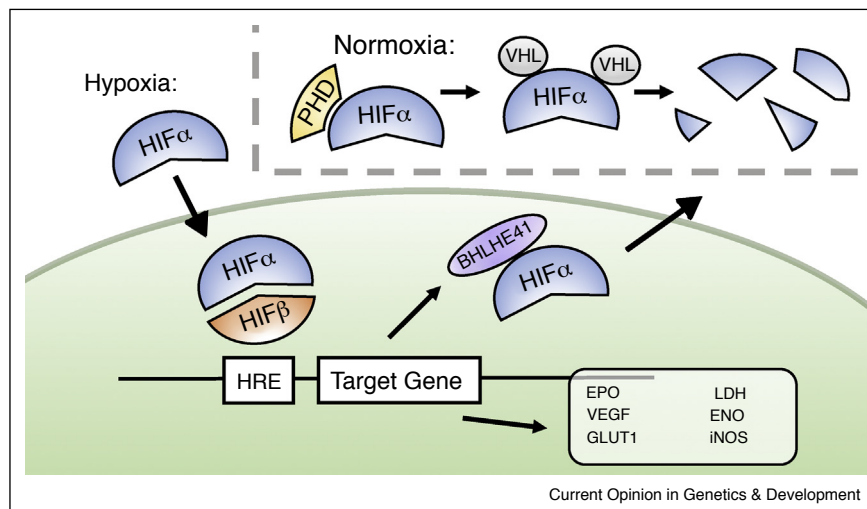 Hypoxia:
HIFα
Normoxia:
PHD
HIFα
VHL
VHL
HIFα
HIFα
HIFβ
BHLHE41
HIFα
HRE
Target Gene
EPO LDH
VEGF ENO
GLUT1 iNOS
Current Opinion in Genetics & Development